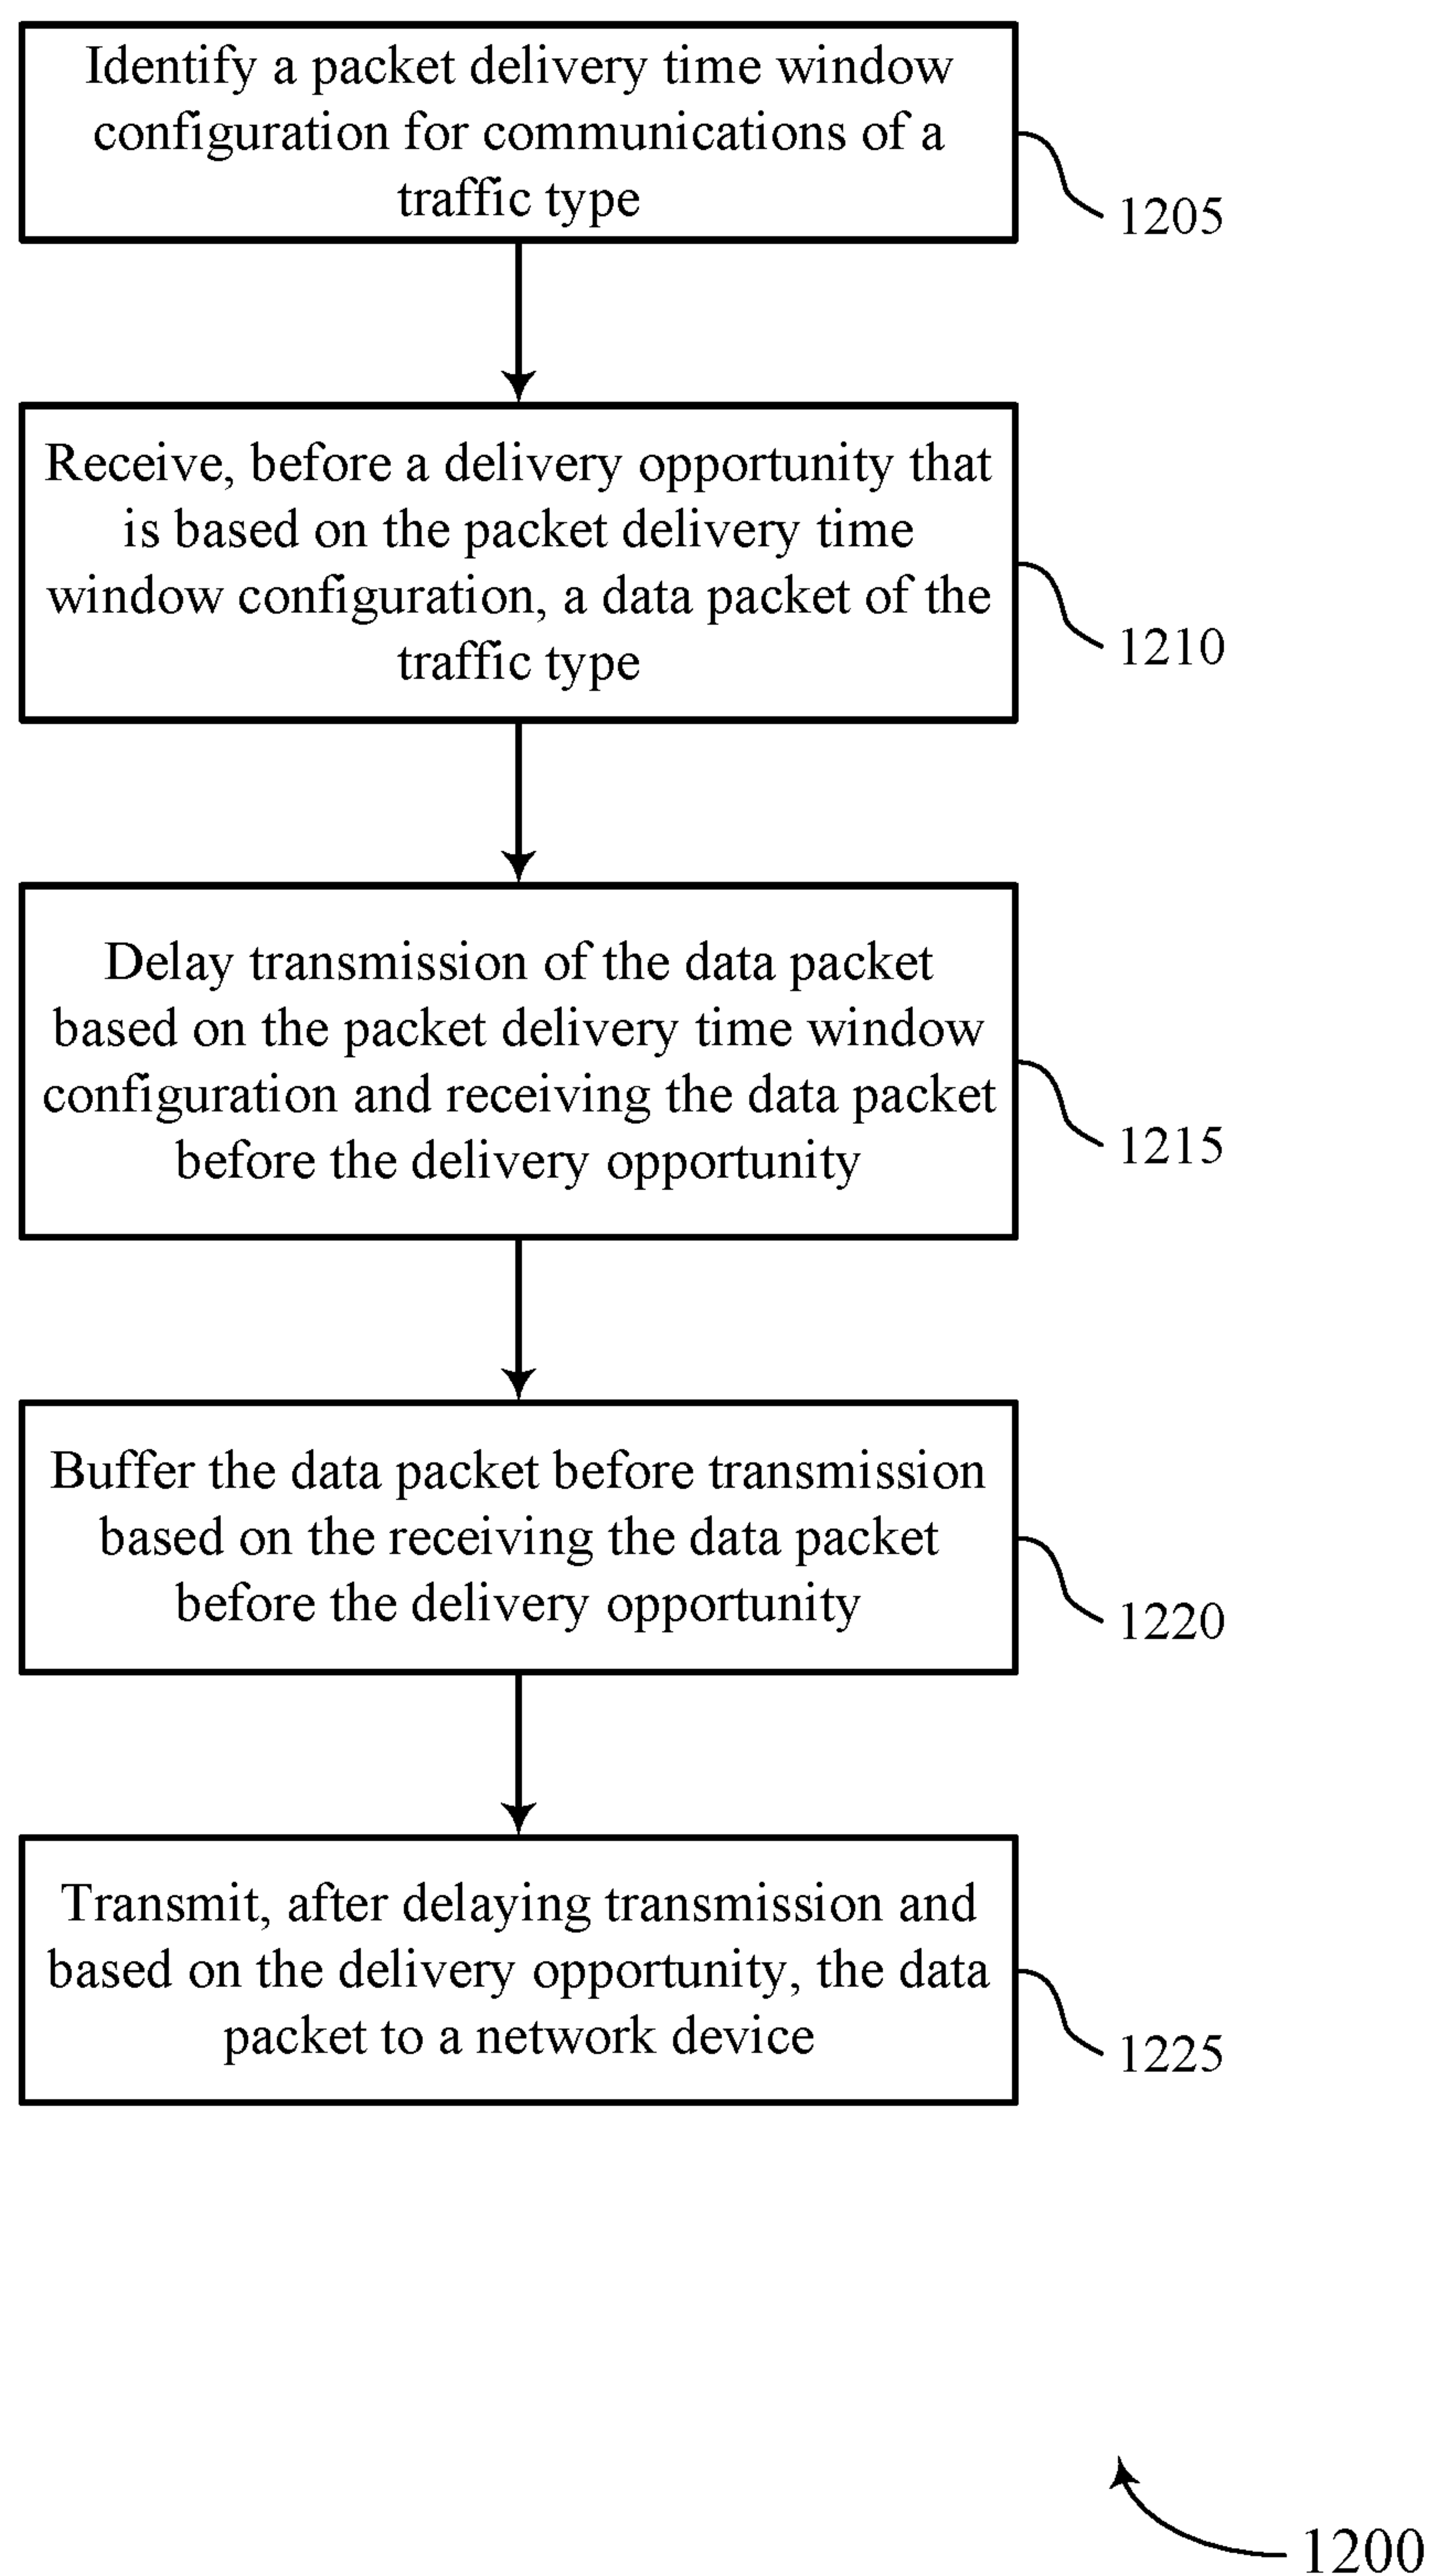 Identify a packet delivery time window
configuration for communications of a
traffic type
1205
Receive, before a delivery opportunity that
is based on the packet delivery time
window configuration, a data packet of the
traffic type
1210
Delay transmission of the data packet
based on the packet delivery time window
configuration and receiving the data packet
before the delivery opportunity
1215
Buffer the data packet before transmission
based on the receiving the data packet
before the delivery opportunity
1220
Transmit, after delaying transmission and
based on the delivery opportunity, the data
packet to a network device
1225
1200